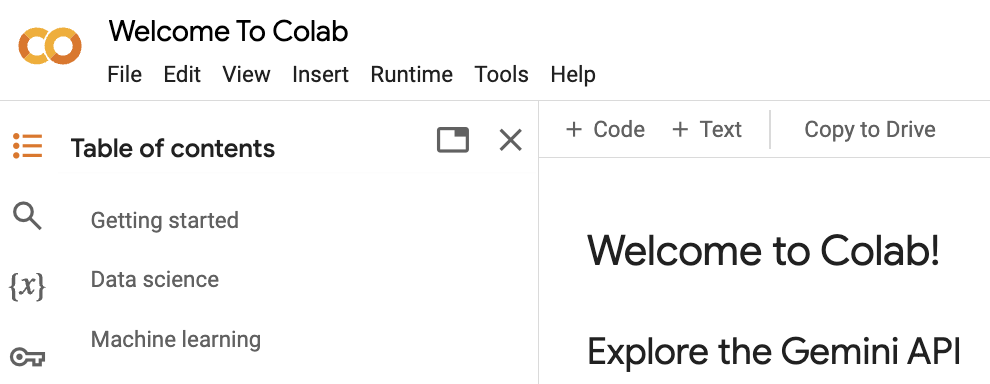 Welcome To Colab
File Edit View Insert Runtime Tools Help
Table of contents
+ Code + Text Copy to Drive
Getting started
Data science
{x}
Machine learning
Welcome to Colab!
Explore the Gemini API